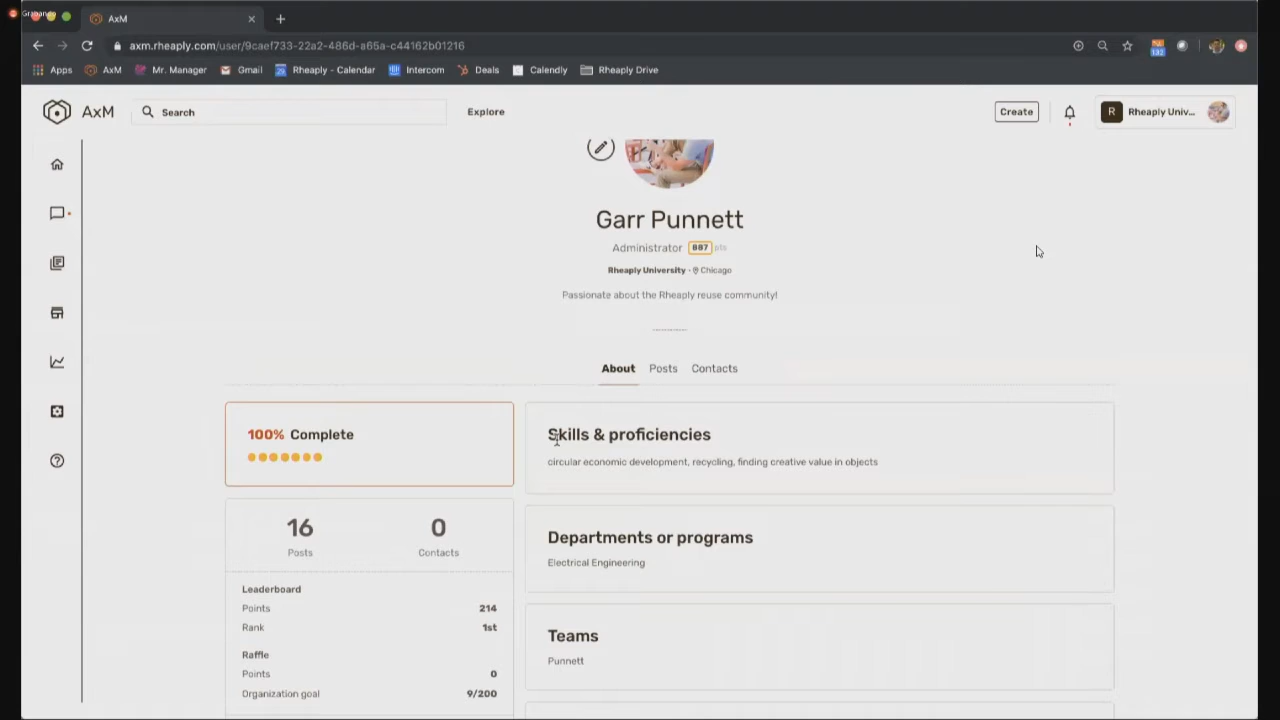 Grabando
AxM
axm.rheaply.com/user/9caef733-22a2-486d-a65a-c44162b01216
Apps AxM Mr. Manager Gmail Rheaply - Calendar Intercom Deals Calendly Rheaply Drive
AxM Search Explore Create R Rheaply Univ...
Garr Punnett
Administrator 887 pts
Rheaply University · Chicago
Passionate about the Rheaply reuse community!
About Posts Contacts
100% Complete
Skills & proficiencies
circular economic development, recycling, finding creative value in objects
16 0
Posts Contacts
Departments or programs
Electrical Engineering
Leaderboard
Points 214
Rank 1st
Teams
Punnett
Raffle
Points 0
Organization goal 9/200